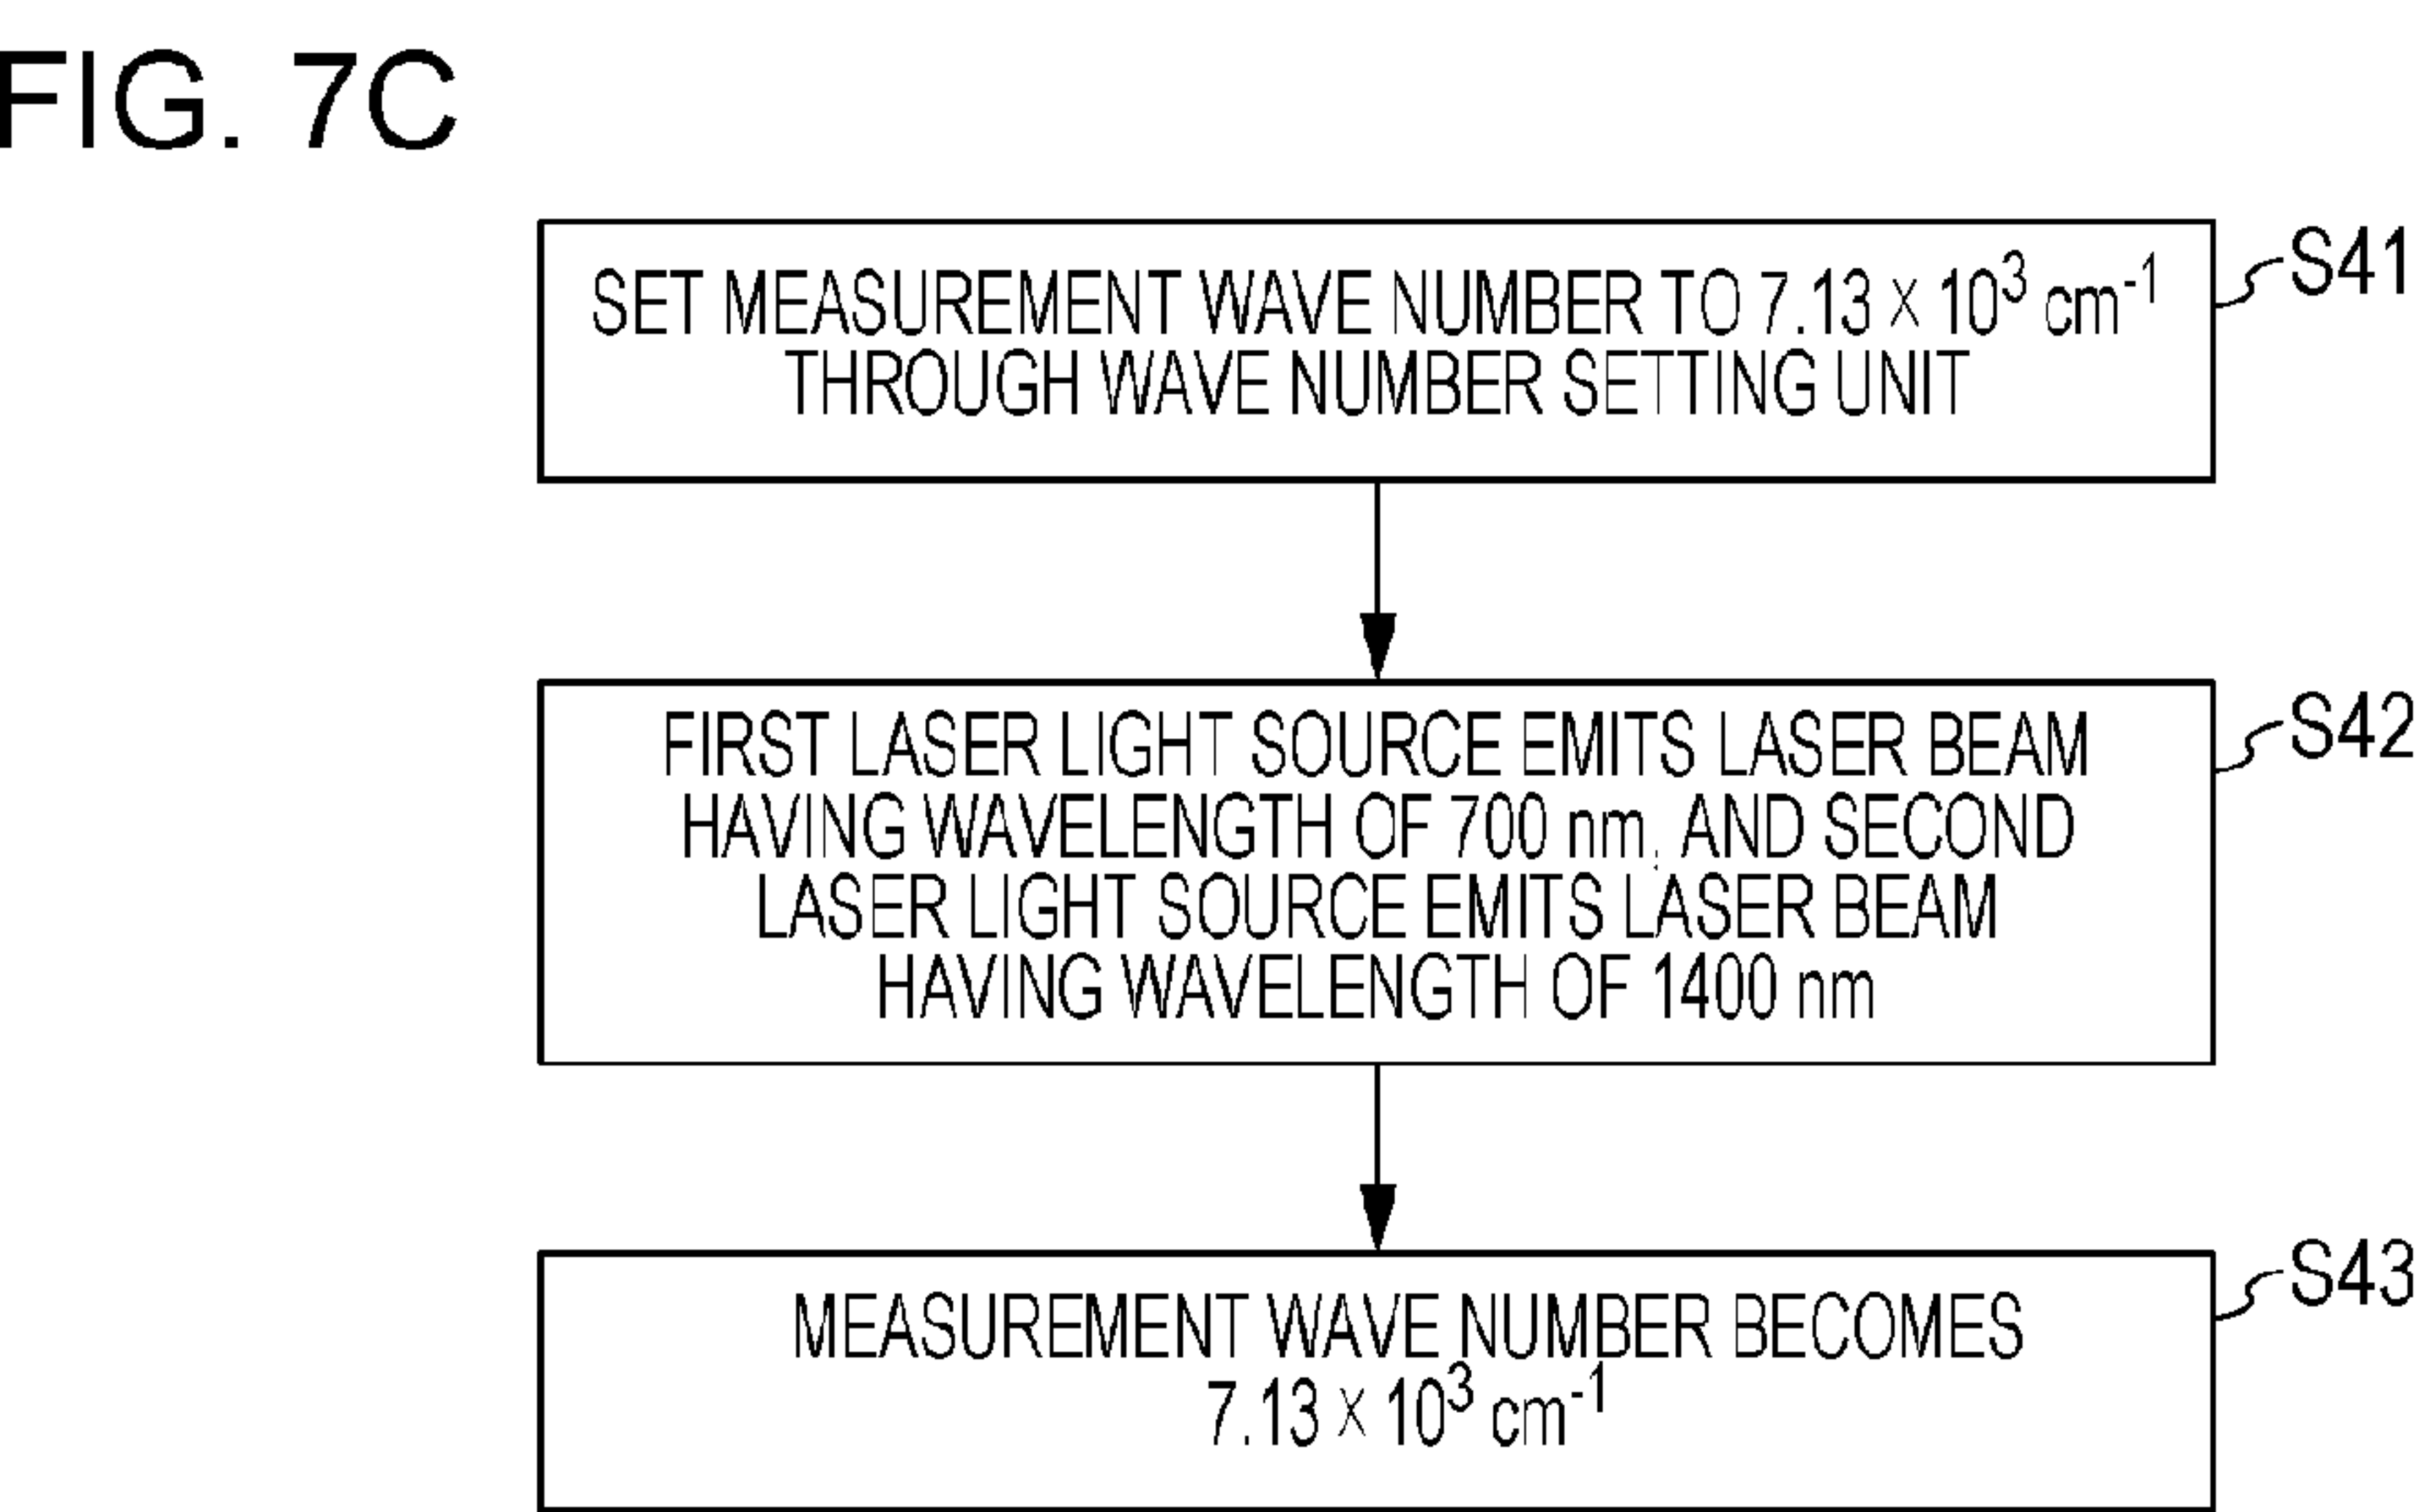 FIG. 7C
SET MEASUREMENT WAVE NUMBER TO 7.13 × 10³ cm⁻¹
THROUGH WAVE NUMBER SETTING UNIT
S41
FIRST LASER LIGHT SOURCE EMITS LASER BEAM
HAVING WAVELENGTH OF 700 nm, AND SECOND
LASER LIGHT SOURCE EMITS LASER BEAM
HAVING WAVELENGTH OF 1400 nm
S42
MEASUREMENT WAVE NUMBER BECOMES
7.13 × 10³ cm⁻¹
S43